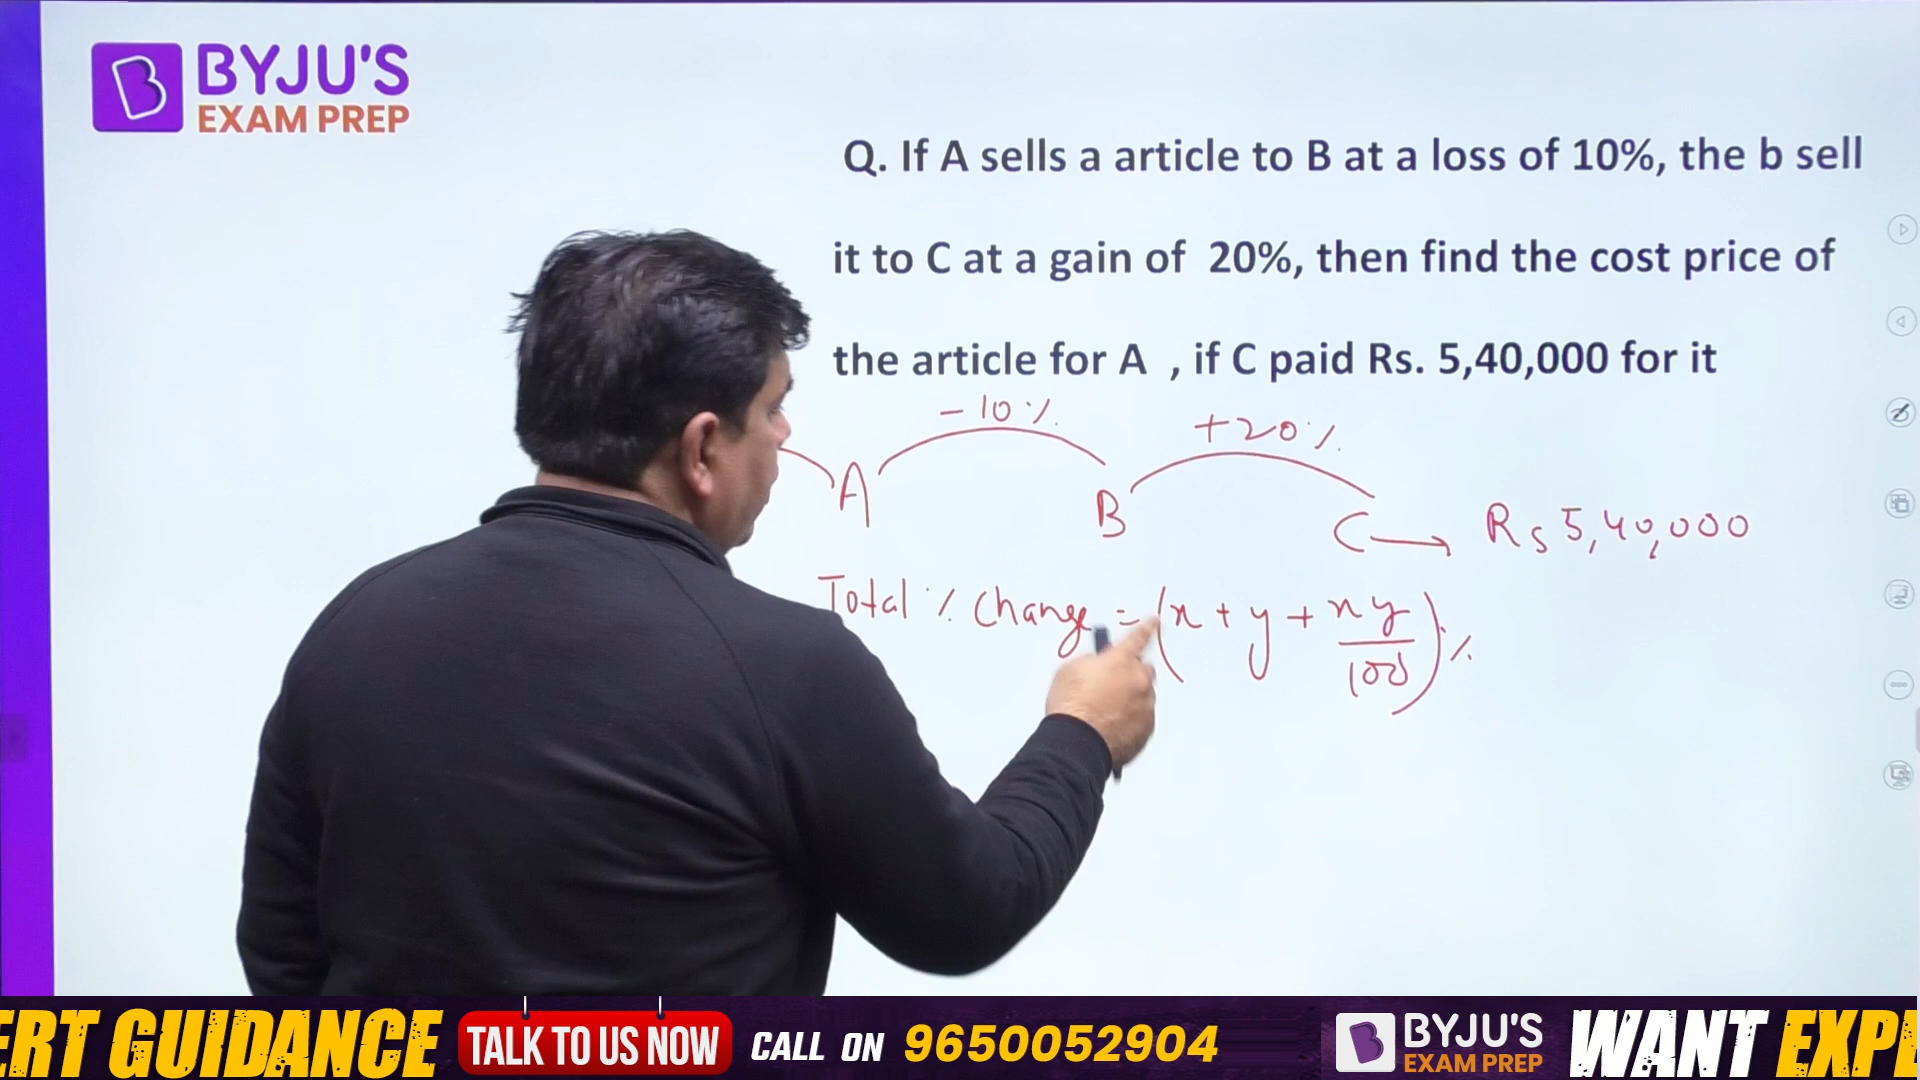 BYJU'S
EXAM PREP
Q. If A sells a article to B at a loss of 10%, the b sell
it to C at a gain of 20%, then find the cost price of
the article for A , if C paid Rs. 5,40,000 for it
-10%
+20%
A
B
C → Rs 5,40,000
Total % Change = (x + y + xy/100)%
ERT GUIDANCE
TALK TO US NOW
CALL ON 9650052904
BYJU'S
EXAM PREP
WANT EXPE